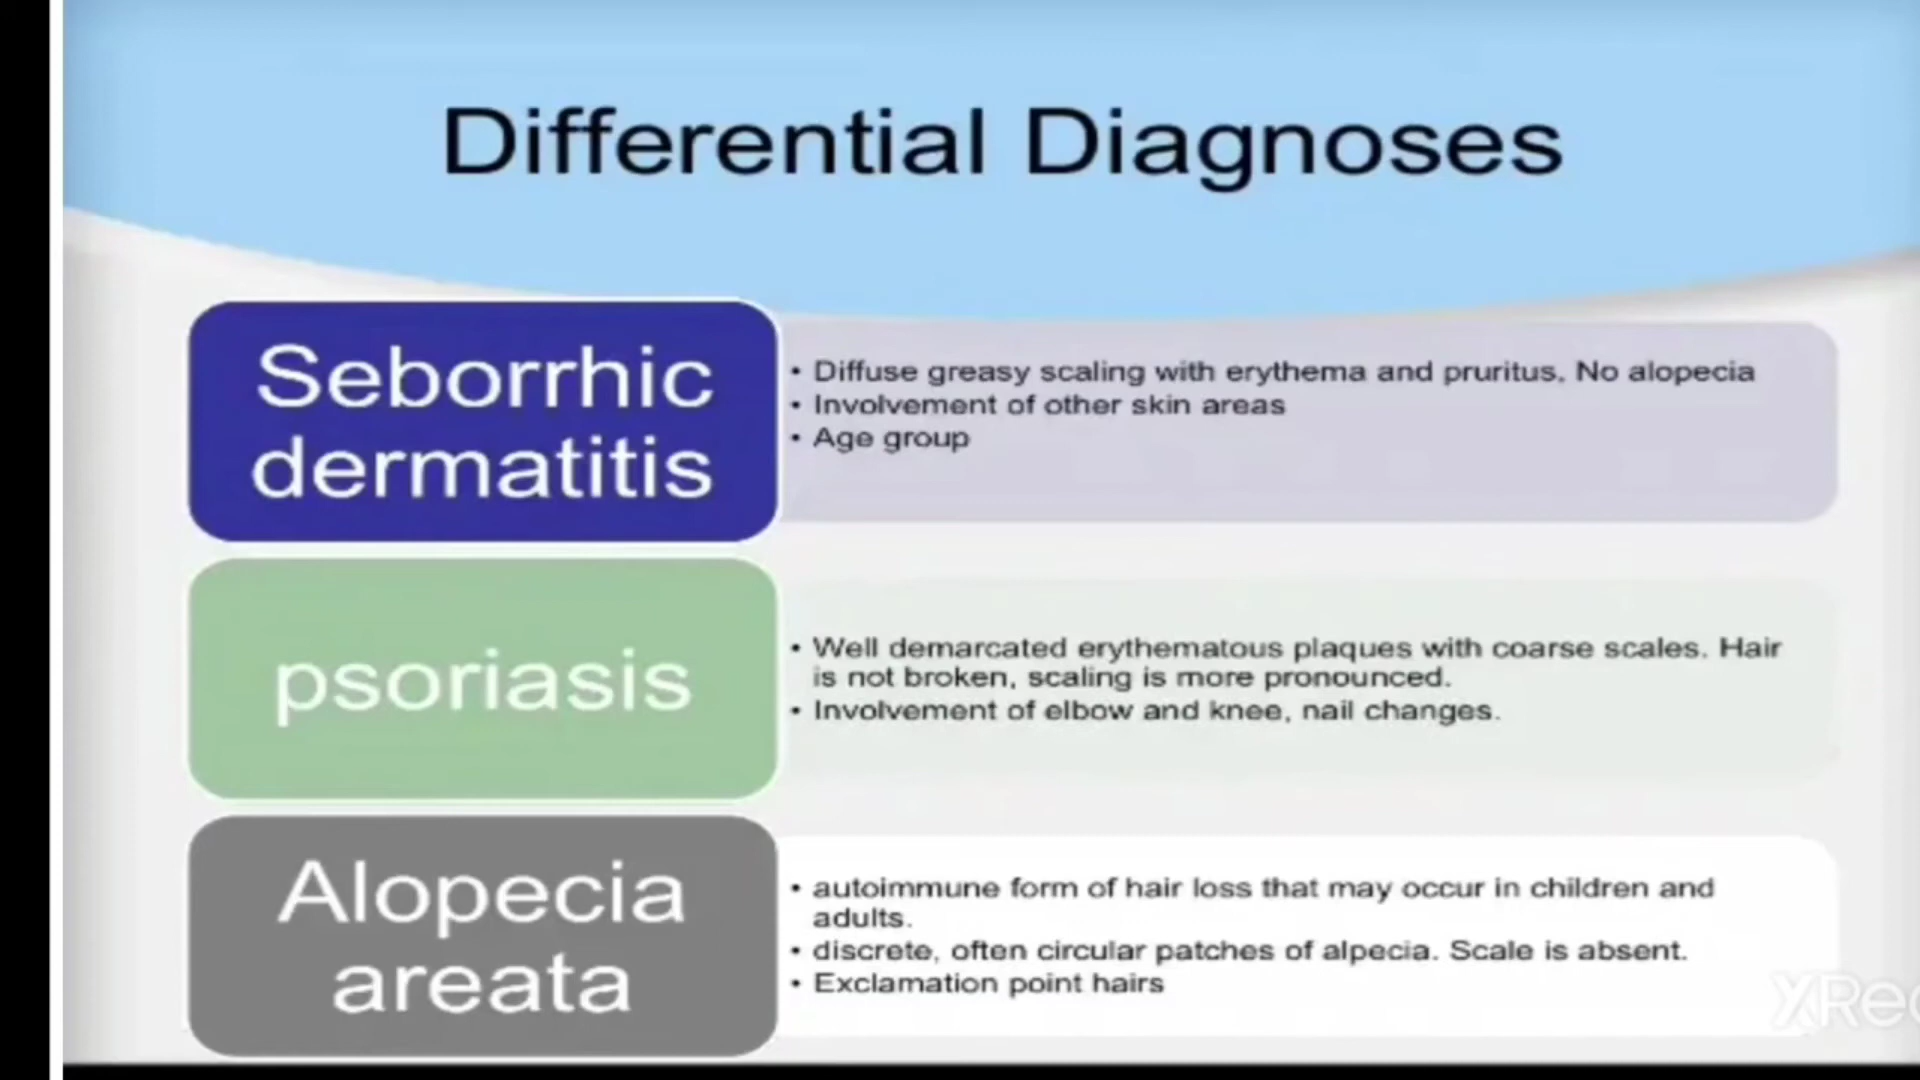 Differential Diagnoses
Seborrhic
dermatitis
• Diffuse greasy scaling with erythema and pruritus. No alopecia
• Involvement of other skin areas
• Age group
psoriasis
• Well demarcated erythematous plaques with coarse scales. Hair
is not broken, scaling is more pronounced.
• Involvement of elbow and knee, nail changes.
Alopecia
areata
• autoimmune form of hair loss that may occur in children and
adults.
• discrete, often circular patches of alpecia. Scale is absent.
• Exclamation point hairs
XRec